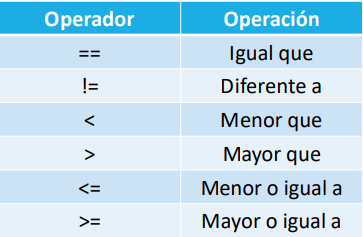 Operador Operación
== Igual que
!= Diferente a
< Menor que
> Mayor que
<= Menor o igual a
>= Mayor o igual a